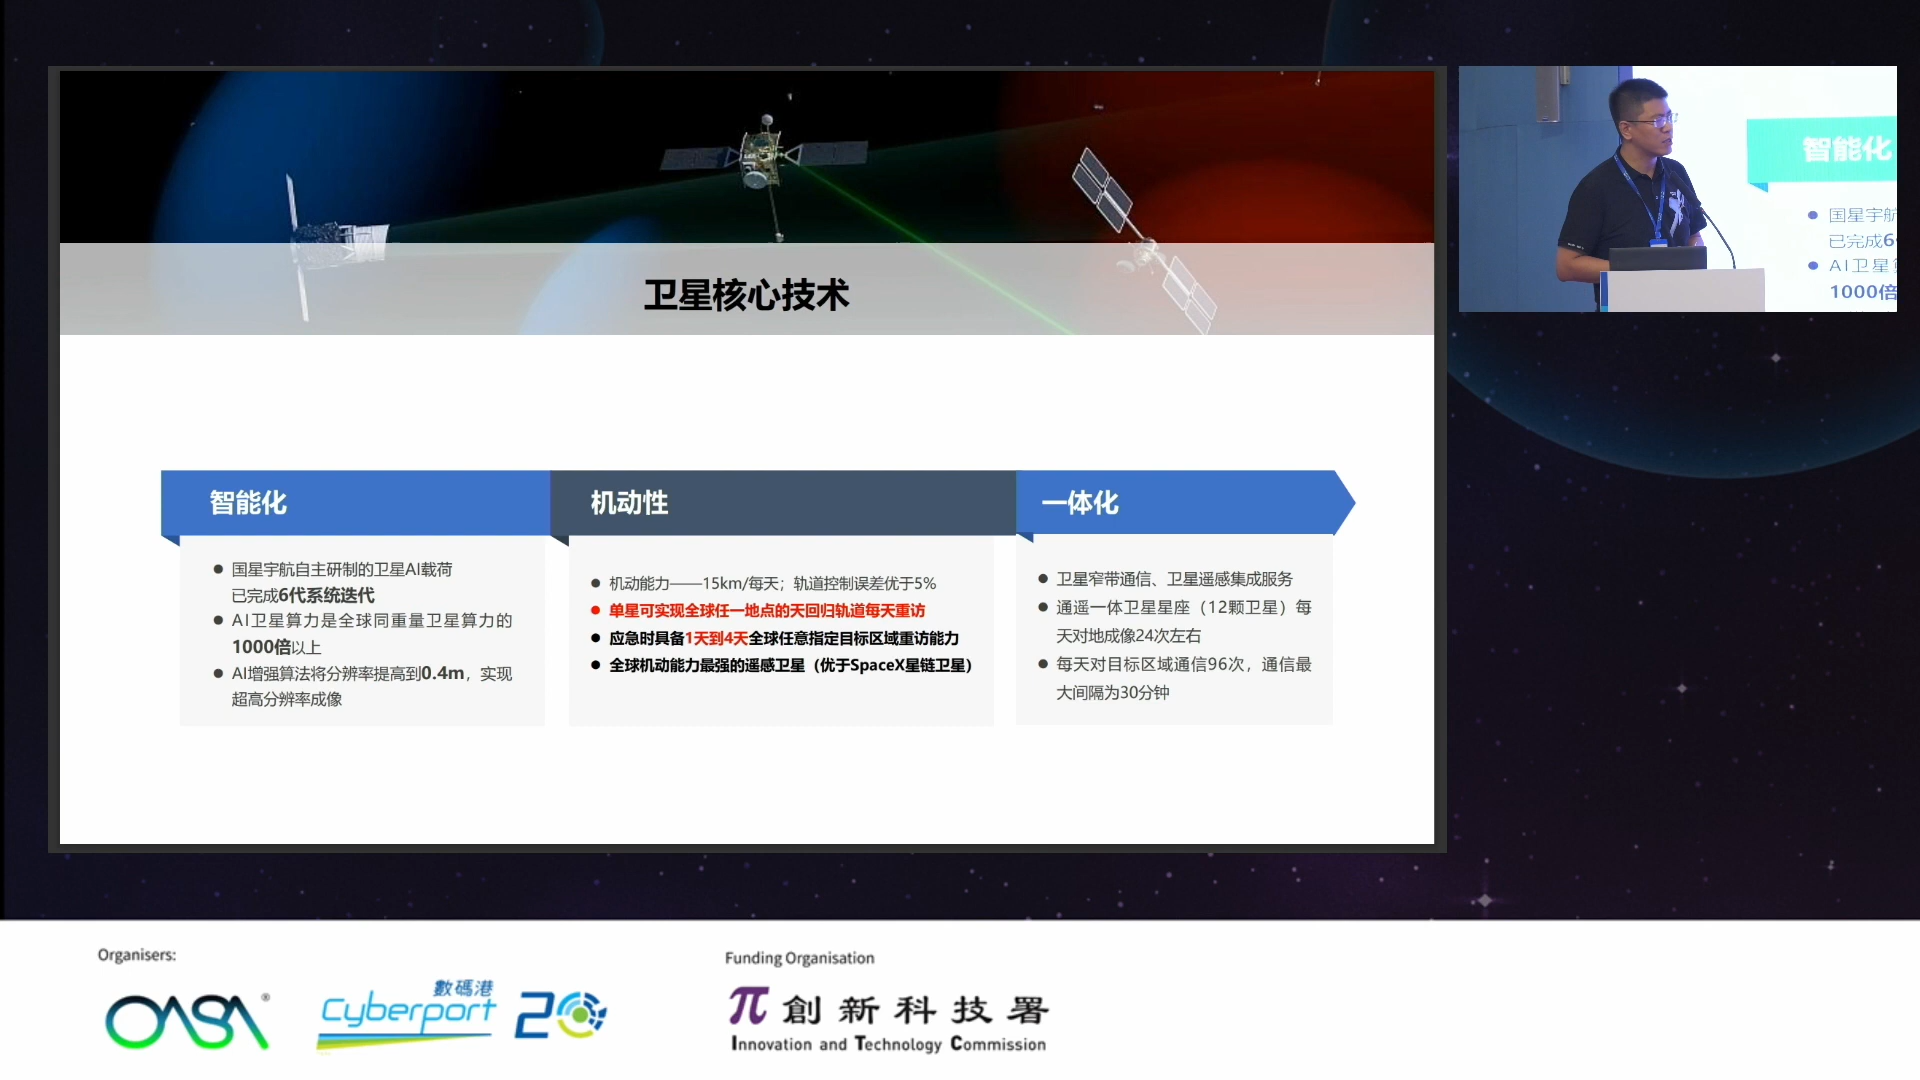 卫星核心技术
智能化
国星宇航自主研制的卫星AI载荷
已完成6代系统迭代
AI卫星算力是全球同重量卫星算力的
1000倍以上
AI增强算法将分辨率提高到0.4m，实现
超高分辨率成像
机动性
机动能力——15km/每天；轨道控制误差优于5%
单星可实现全球任一地点的天回归轨道每天重访
应急时具备1天到4天全球任意指定目标区域重访能力
全球机动能力最强的遥感卫星（优于SpaceX星链卫星）
一体化
卫星窄带通信、卫星遥感集成服务
通遥一体卫星星座（12颗卫星）每
天对地成像24次左右
每天对目标区域通信96次，通信最
大间隔为30分钟
智能化
国星宇航
已完成6
AI卫星
1000倍
Organisers:
OASA®
數碼港
Cyberport 20
Funding Organisation
創新科技署
Innovation and Technology Commission